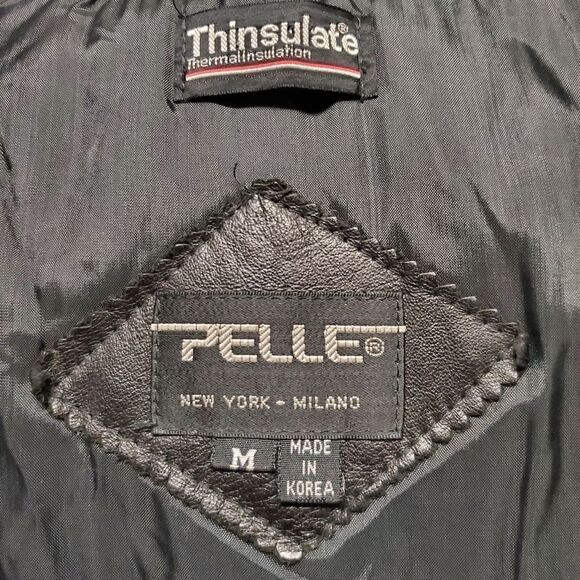 Thinsulate®
Thermal Insulation
PELLE®
NEW YORK - MILANO
M
MADE
IN
KOREA